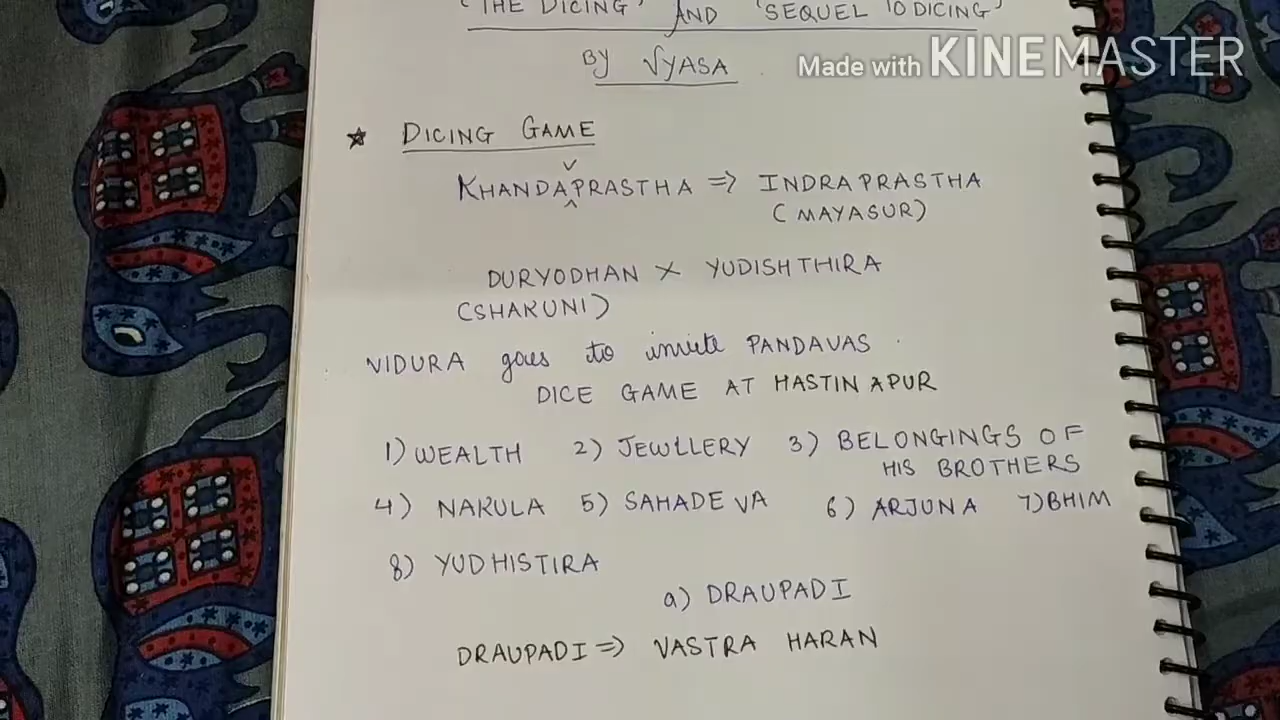 'THE DICING' AND 'SEQUEL TO DICING'
BY VYASA
Made with KINEMASTER
DICING GAME
KHANDAPRASTHA => INDRAPRASTHA
(MAYASUR)
DURYODHAN X YUDISHTHIRA
(SHAKUNI)
VIDURA goes to invite PANDAVAS.
DICE GAME AT HASTINAPUR
1) WEALTH 2) JEWLLERY 3) BELONGINGS OF
HIS BROTHERS
4) NAKULA 5) SAHADEVA 6) ARJUNA 7) BHIM
8) YUDHISTIRA
a) DRAUPADI
DRAUPADI => VASTRA HARAN